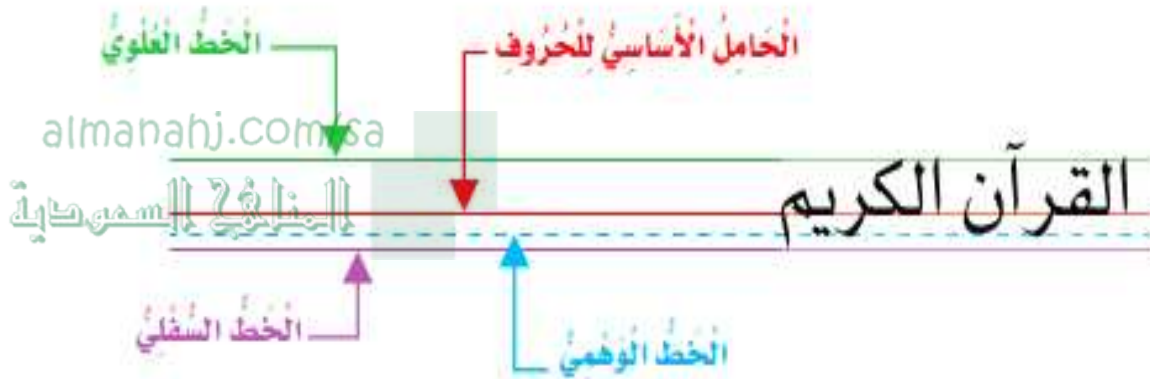 الْحَامِلُ الْأَسَاسِيُّ لِلْحُرُوفِ
الْخَطُّ الْعُلْوِيُّ
almanahj.com/sa
المناهج السعودية
القرآن الكريم
الْخَطُّ السُّفْلِيُّ
الْخَطُّ الْوَهْمِيُّ